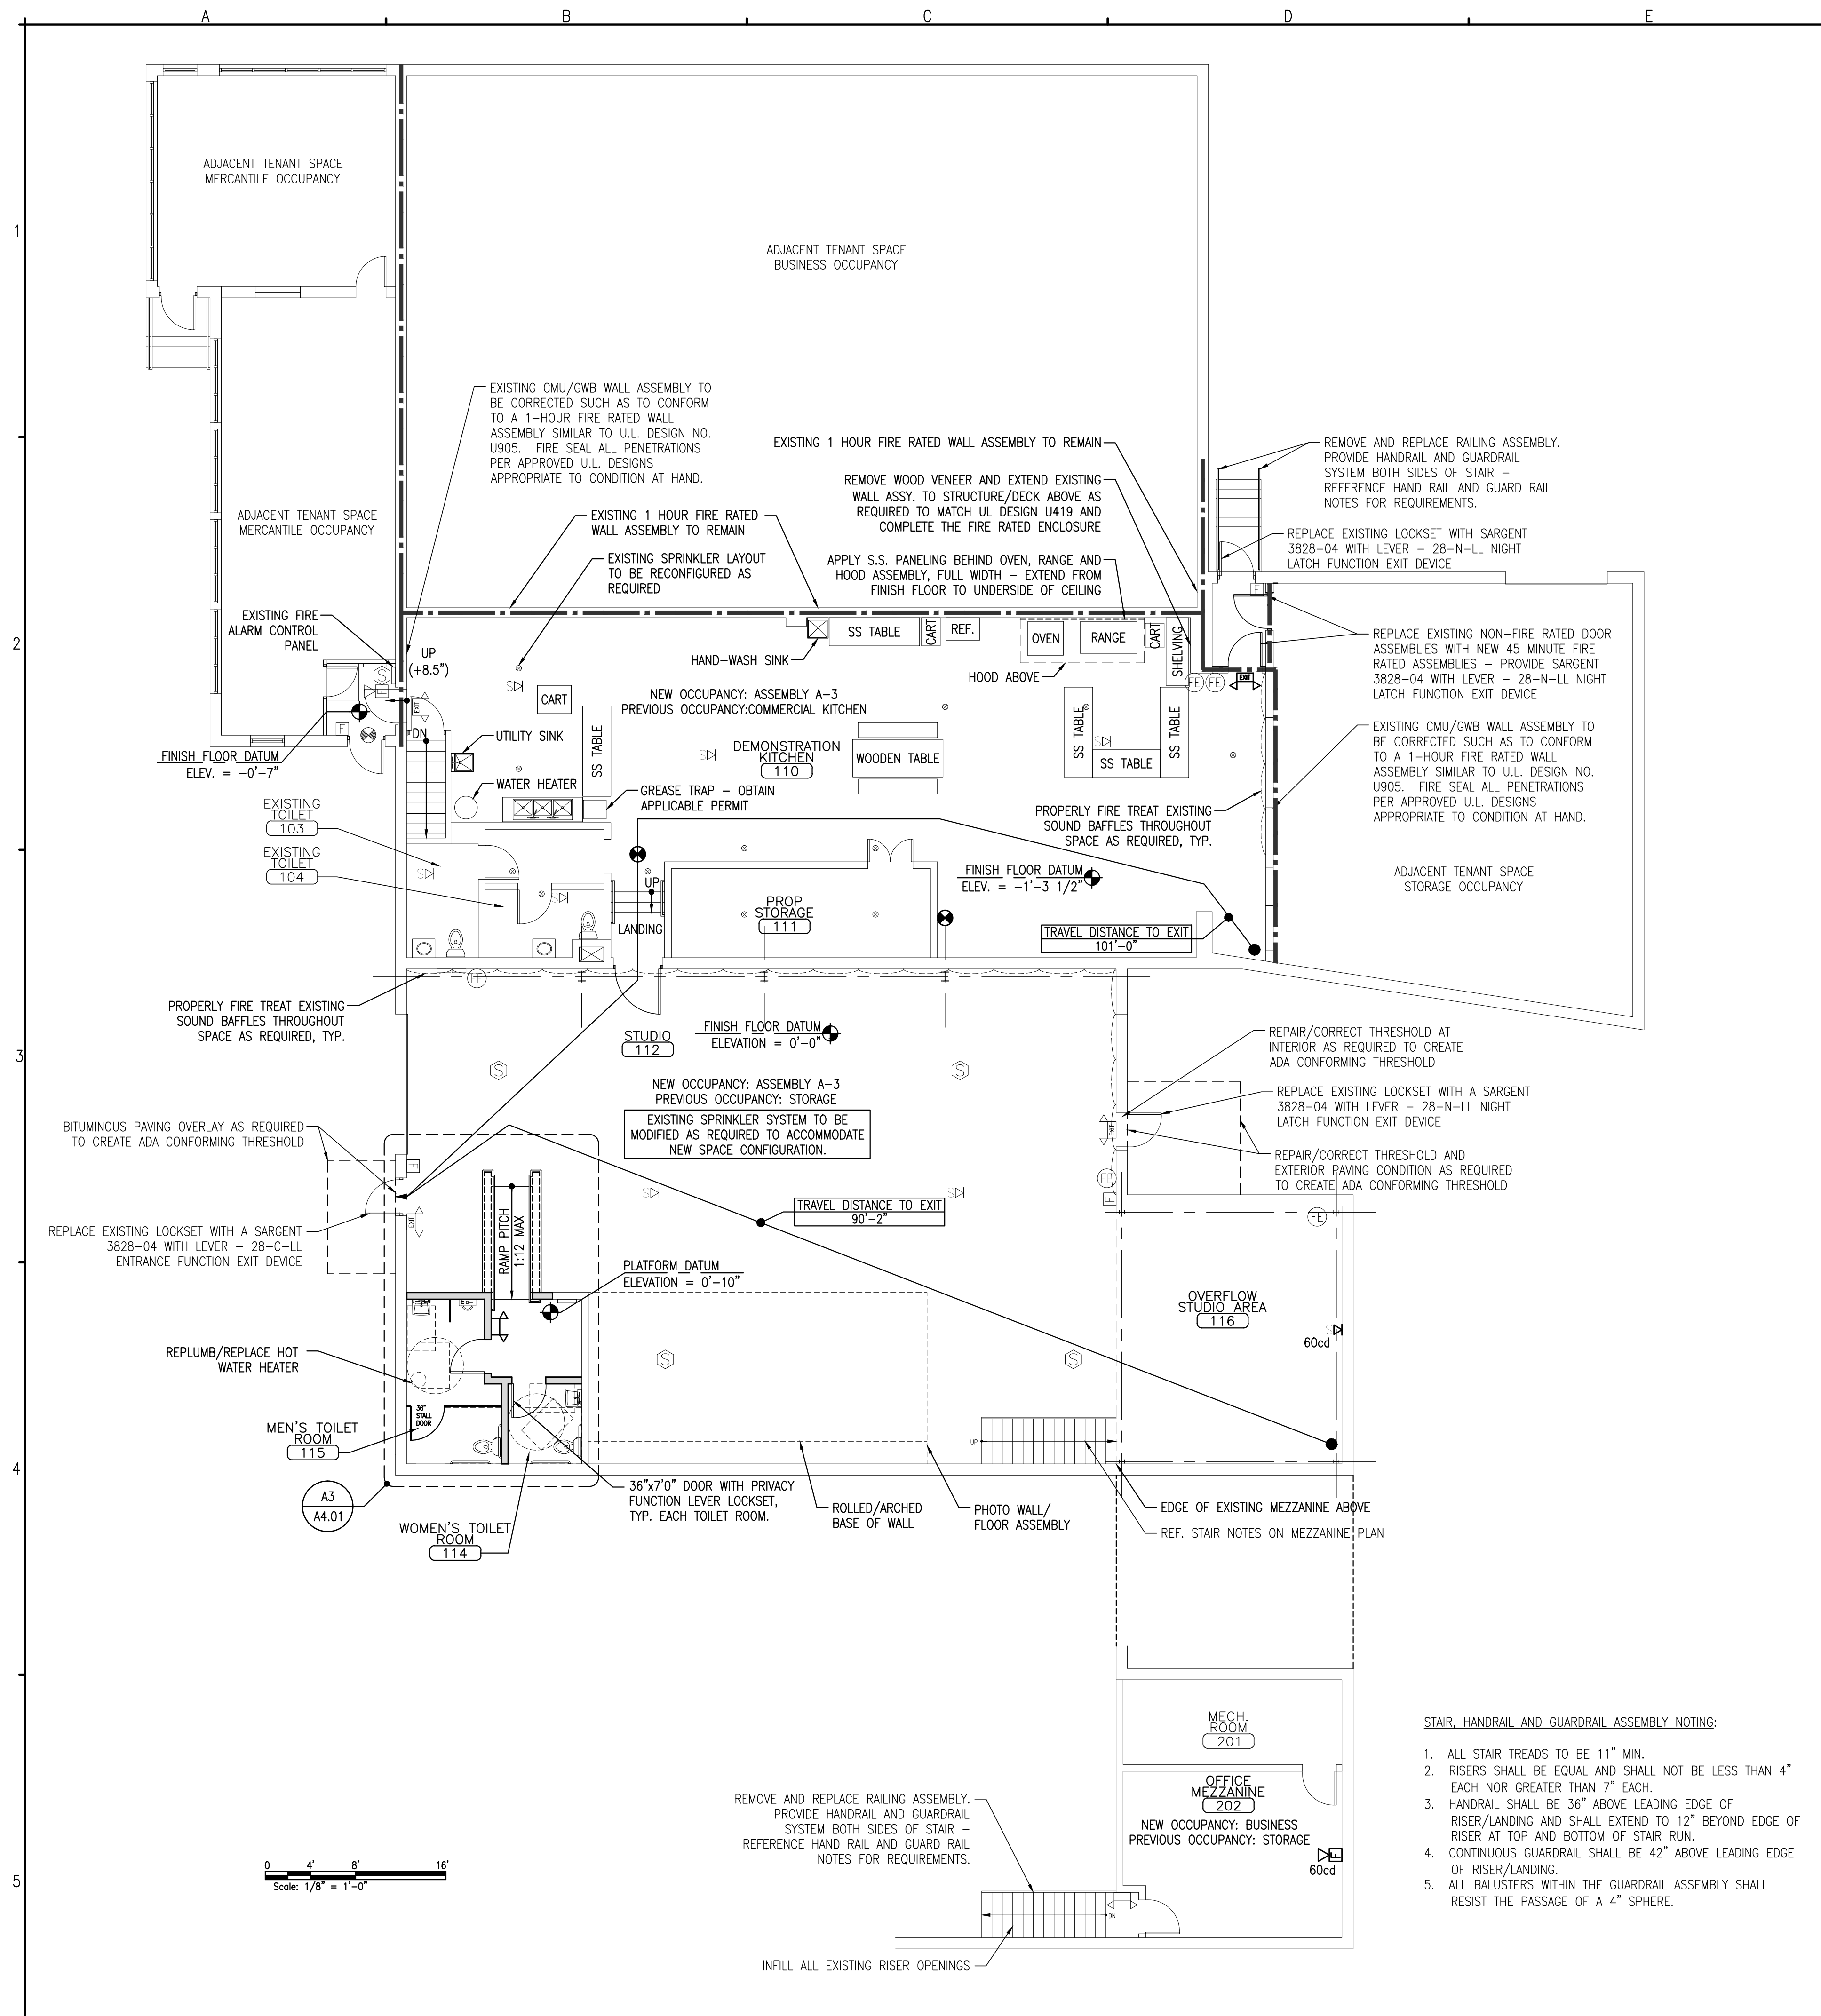 A
B
C
D
E
1
2
3
4
5
ADJACENT TENANT SPACE
MERCANTILE OCCUPANCY
ADJACENT TENANT SPACE
BUSINESS OCCUPANCY
EXISTING CMU/GWB WALL ASSEMBLY TO
BE CORRECTED SUCH AS TO CONFORM
TO A 1-HOUR FIRE RATED WALL
ASSEMBLY SIMILAR TO U.L. DESIGN NO.
U905. FIRE SEAL ALL PENETRATIONS
PER APPROVED U.L. DESIGNS
APPROPRIATE TO CONDITION AT HAND.
EXISTING 1 HOUR FIRE RATED WALL ASSEMBLY TO REMAIN
REMOVE WOOD VENEER AND EXTEND EXISTING
WALL ASSY. TO STRUCTURE/DECK ABOVE AS
REQUIRED TO MATCH UL DESIGN U419 AND
COMPLETE THE FIRE RATED ENCLOSURE
REMOVE AND REPLACE RAILING ASSEMBLY.
PROVIDE HANDRAIL AND GUARDRAIL
SYSTEM BOTH SIDES OF STAIR –
REFERENCE HAND RAIL AND GUARD RAIL
NOTES FOR REQUIREMENTS.
ADJACENT TENANT SPACE
MERCANTILE OCCUPANCY
EXISTING 1 HOUR FIRE RATED
WALL ASSEMBLY TO REMAIN
EXISTING SPRINKLER LAYOUT
TO BE RECONFIGURED AS
REQUIRED
APPLY S.S. PANELING BEHIND OVEN, RANGE AND
HOOD ASSEMBLY, FULL WIDTH – EXTEND FROM
FINISH FLOOR TO UNDERSIDE OF CEILING
REPLACE EXISTING LOCKSET WITH SARGENT
3828-04 WITH LEVER – 28-N-LL NIGHT
LATCH FUNCTION EXIT DEVICE
EXISTING FIRE
ALARM CONTROL
PANEL
UP
(+8.5")
HAND-WASH SINK
SS TABLE
CART
REF.
OVEN
RANGE
CART
SHELVING
HOOD ABOVE
REPLACE EXISTING NON-FIRE RATED DOOR
ASSEMBLIES WITH NEW 45 MINUTE FIRE
RATED ASSEMBLIES – PROVIDE SARGENT
3828-04 WITH LEVER – 28-N-LL NIGHT
LATCH FUNCTION EXIT DEVICE
S
F
F
F
EXIT
FE
FE
EXIT
SD
CART
NEW OCCUPANCY: ASSEMBLY A-3
PREVIOUS OCCUPANCY:COMMERCIAL KITCHEN
DN
UTILITY SINK
SS TABLE
DEMONSTRATION
KITCHEN
110
WOODEN TABLE
SS TABLE
SS TABLE
SS TABLE
FINISH FLOOR DATUM
ELEV. = -0'-7"
WATER HEATER
GREASE TRAP – OBTAIN
APPLICABLE PERMIT
EXISTING CMU/GWB WALL ASSEMBLY TO
BE CORRECTED SUCH AS TO CONFORM
TO A 1-HOUR FIRE RATED WALL
ASSEMBLY SIMILAR TO U.L. DESIGN NO.
U905. FIRE SEAL ALL PENETRATIONS
PER APPROVED U.L. DESIGNS
APPROPRIATE TO CONDITION AT HAND.
PROPERLY FIRE TREAT EXISTING
SOUND BAFFLES THROUGHOUT
SPACE AS REQUIRED, TYP.
EXISTING
TOILET
103
EXISTING
TOILET
104
UP
LANDING
PROP
STORAGE
111
FINISH FLOOR DATUM
ELEV. = -1'-3 1/2"
ADJACENT TENANT SPACE
STORAGE OCCUPANCY
TRAVEL DISTANCE TO EXIT
101'-0"
FE
PROPERLY FIRE TREAT EXISTING
SOUND BAFFLES THROUGHOUT
SPACE AS REQUIRED, TYP.
STUDIO
112
FINISH FLOOR DATUM
ELEVATION = 0'-0"
S
S
NEW OCCUPANCY: ASSEMBLY A-3
PREVIOUS OCCUPANCY: STORAGE
EXISTING SPRINKLER SYSTEM TO BE
MODIFIED AS REQUIRED TO ACCOMMODATE
NEW SPACE CONFIGURATION.
REPAIR/CORRECT THRESHOLD AT
INTERIOR AS REQUIRED TO CREATE
ADA CONFORMING THRESHOLD
REPLACE EXISTING LOCKSET WITH A SARGENT
3828-04 WITH LEVER – 28-N-LL NIGHT
LATCH FUNCTION EXIT DEVICE
REPAIR/CORRECT THRESHOLD AND
EXTERIOR PAVING CONDITION AS REQUIRED
TO CREATE ADA CONFORMING THRESHOLD
BITUMINOUS PAVING OVERLAY AS REQUIRED
TO CREATE ADA CONFORMING THRESHOLD
F
EXIT
EXIT
FE
F
FE
REPLACE EXISTING LOCKSET WITH A SARGENT
3828-04 WITH LEVER – 28-C-LL
ENTRANCE FUNCTION EXIT DEVICE
RAMP PITCH
1:12 MAX
TRAVEL DISTANCE TO EXIT
90'-2"
PLATFORM DATUM
ELEVATION = 0'-10"
OVERFLOW
STUDIO AREA
116
60cd
REPLUMB/REPLACE HOT
WATER HEATER
S
S
36"
STALL
DOOR
MEN'S TOILET
ROOM
115
UP
A3
A4.01
WOMEN'S TOILET
ROOM
114
36"x7'0" DOOR WITH PRIVACY
FUNCTION LEVER LOCKSET,
TYP. EACH TOILET ROOM.
ROLLED/ARCHED
BASE OF WALL
PHOTO WALL/
FLOOR ASSEMBLY
EDGE OF EXISTING MEZZANINE ABOVE
REF. STAIR NOTES ON MEZZANINE PLAN
MECH.
ROOM
201
OFFICE
MEZZANINE
202
NEW OCCUPANCY: BUSINESS
PREVIOUS OCCUPANCY: STORAGE
F
60cd
REMOVE AND REPLACE RAILING ASSEMBLY.
PROVIDE HANDRAIL AND GUARDRAIL
SYSTEM BOTH SIDES OF STAIR –
REFERENCE HAND RAIL AND GUARD RAIL
NOTES FOR REQUIREMENTS.
DN
INFILL ALL EXISTING RISER OPENINGS
0 4' 8' 16'
Scale: 1/8" = 1'-0"
STAIR, HANDRAIL AND GUARDRAIL ASSEMBLY NOTING:
1. ALL STAIR TREADS TO BE 11" MIN.
2. RISERS SHALL BE EQUAL AND SHALL NOT BE LESS THAN 4"
EACH NOR GREATER THAN 7" EACH.
3. HANDRAIL SHALL BE 36" ABOVE LEADING EDGE OF
RISER/LANDING AND SHALL EXTEND TO 12" BEYOND EDGE OF
RISER AT TOP AND BOTTOM OF STAIR RUN.
4. CONTINUOUS GUARDRAIL SHALL BE 42" ABOVE LEADING EDGE
OF RISER/LANDING.
5. ALL BALUSTERS WITHIN THE GUARDRAIL ASSEMBLY SHALL
RESIST THE PASSAGE OF A 4" SPHERE.